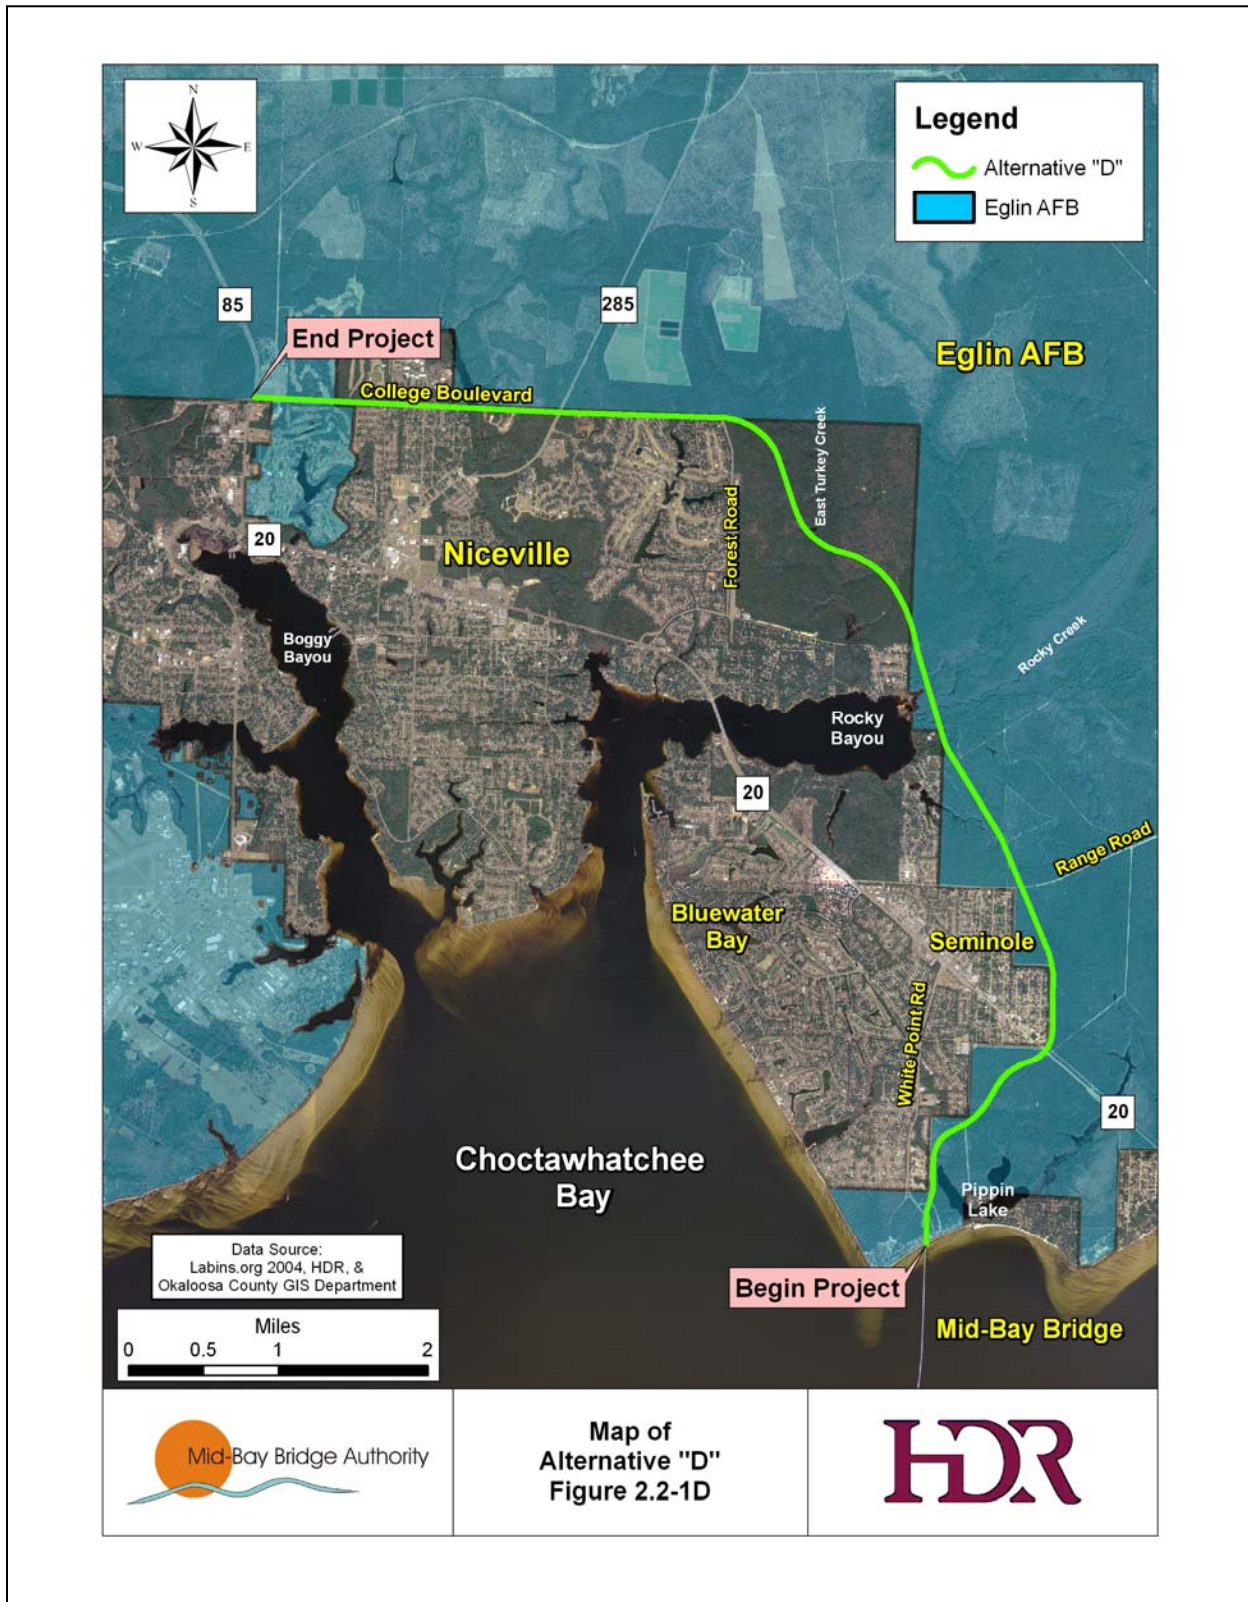 N
W
E
S
Legend
Alternative "D"
Eglin AFB
85
285
End Project
Eglin AFB
College Boulevard
East Turkey Creek
Forest Road
20
Niceville
Boggy
Bayou
Rocky Creek
Rocky
Bayou
20
Range Road
Bluewater
Bay
Seminole
White Point Rd
20
Choctawhatchee
Bay
Pippin
Lake
Data Source:
Labins.org 2004, HDR, &
Okaloosa County GIS Department
Begin Project
Mid-Bay Bridge
Miles
0 0.5 1 2
Mid-Bay Bridge Authority
Map of
Alternative "D"
Figure 2.2-1D
HDR